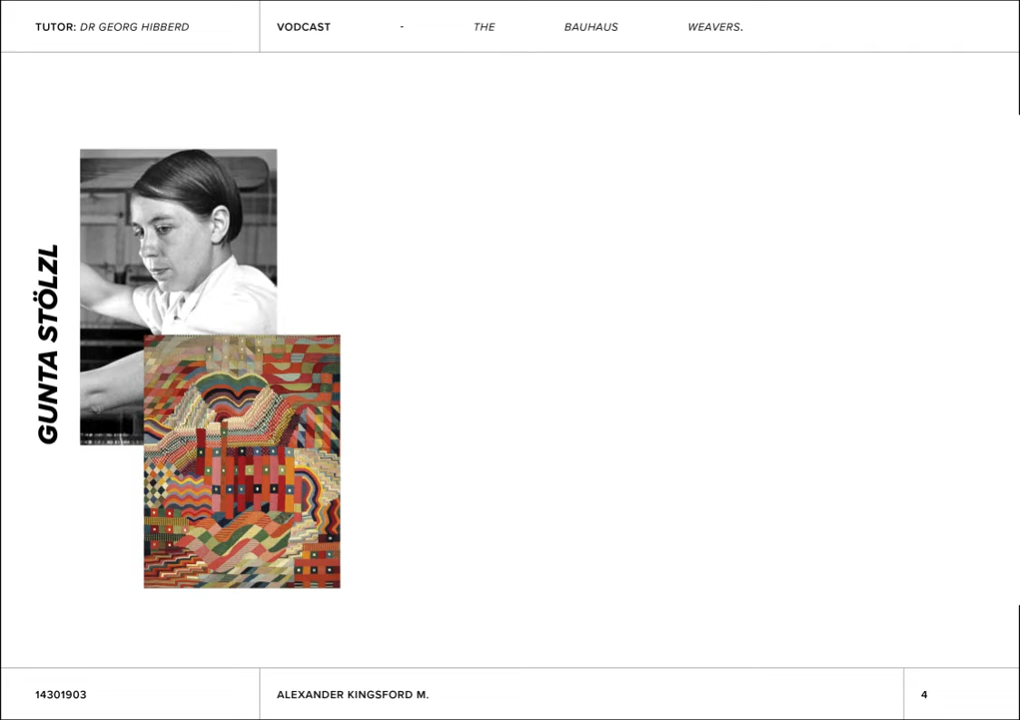 TUTOR: DR GEORG HIBBERD
VODCAST - THE BAUHAUS WEAVERS.
GUNTA STÖLZL
14301903
ALEXANDER KINGSFORD M.
4